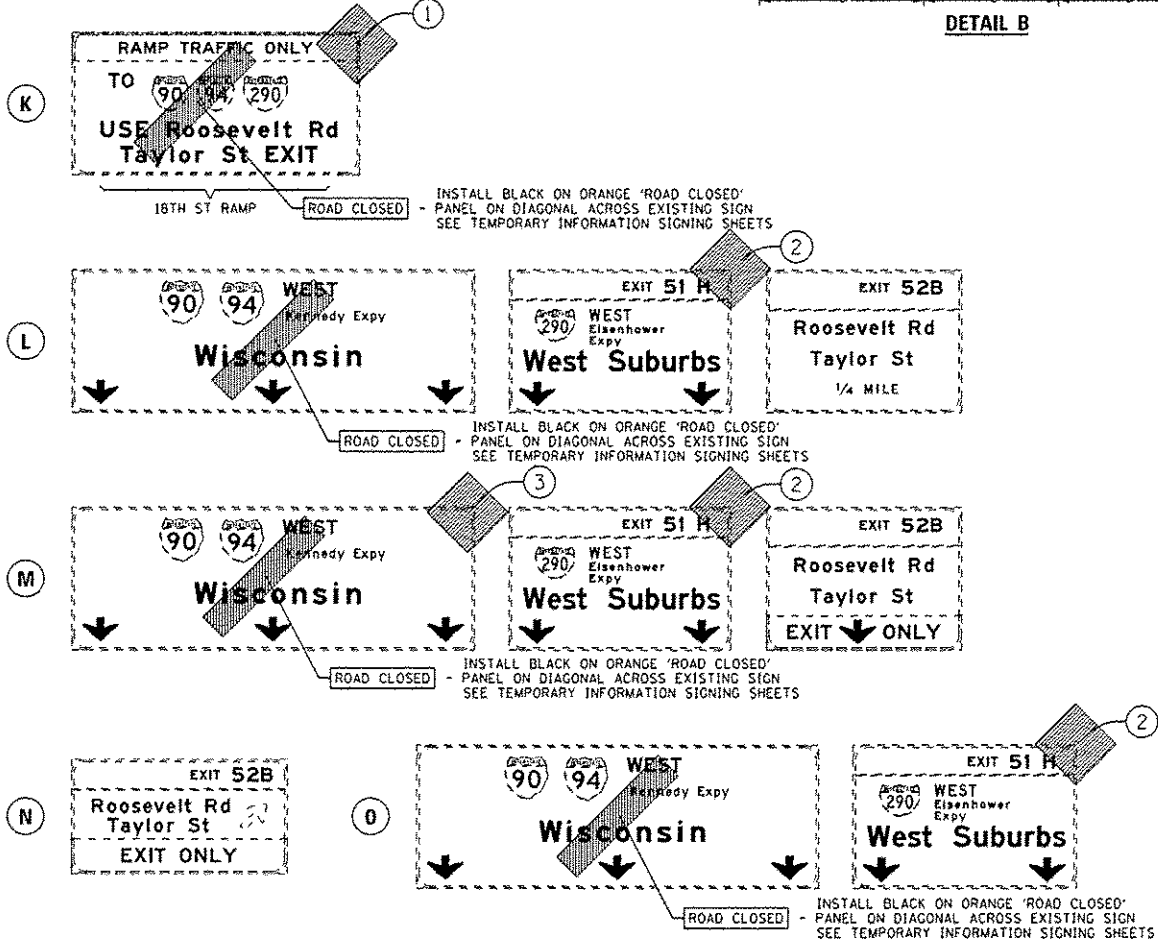 DETAIL B
1
K
RAMP TRAFFIC ONLY
TO 90 94 290
USE Roosevelt Rd
Taylor St EXIT
18TH ST RAMP
ROAD CLOSED - INSTALL BLACK ON ORANGE 'ROAD CLOSED'
PANEL ON DIAGONAL ACROSS EXISTING SIGN
SEE TEMPORARY INFORMATION SIGNING SHEETS
L
90 94 WEST
Kennedy Expy
Wisconsin
2
EXIT 51 H
290 WEST
Eisenhower
Expy
West Suburbs
EXIT 52B
Roosevelt Rd
Taylor St
1/4 MILE
ROAD CLOSED - INSTALL BLACK ON ORANGE 'ROAD CLOSED'
PANEL ON DIAGONAL ACROSS EXISTING SIGN
SEE TEMPORARY INFORMATION SIGNING SHEETS
M
3
90 94 WEST
Kennedy Expy
Wisconsin
2
EXIT 51 H
290 WEST
Eisenhower
Expy
West Suburbs
EXIT 52B
Roosevelt Rd
Taylor St
EXIT ONLY
ROAD CLOSED - INSTALL BLACK ON ORANGE 'ROAD CLOSED'
PANEL ON DIAGONAL ACROSS EXISTING SIGN
SEE TEMPORARY INFORMATION SIGNING SHEETS
N
EXIT 52B
Roosevelt Rd
Taylor St
EXIT ONLY
O
90 94 WEST
Kennedy Expy
Wisconsin
2
EXIT 51 H
290 WEST
Eisenhower
Expy
West Suburbs
ROAD CLOSED - INSTALL BLACK ON ORANGE 'ROAD CLOSED'
PANEL ON DIAGONAL ACROSS EXISTING SIGN
SEE TEMPORARY INFORMATION SIGNING SHEETS